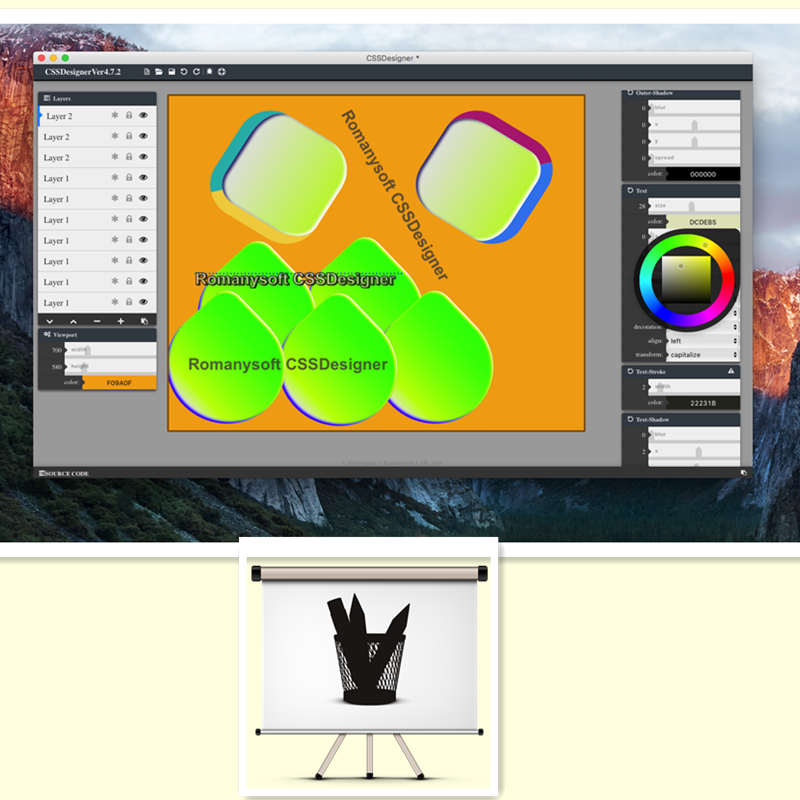 CSSDesigner *
CSSDesignerVer4.7.2
Layers
Layer 2
Layer 2
Layer 2
Layer 1
Layer 1
Layer 1
Layer 1
Layer 1
Layer 1
Layer 1
Viewport
700 width
580 height
color: F09A0F
Romanysoft CSSDesigner
Romanysoft CSSDesigner
Romanysoft CSSDesigner
Outer-Shadow
0 blur
0 x
0 y
0 spread
color: 000000
Text
28 size
color: DCDEB5
0
decoration:
align: left
transform: capitalize
Text-Stroke
2 width
color: 22231B
Text-Shadow
0 blur
2 x
SOURCE CODE